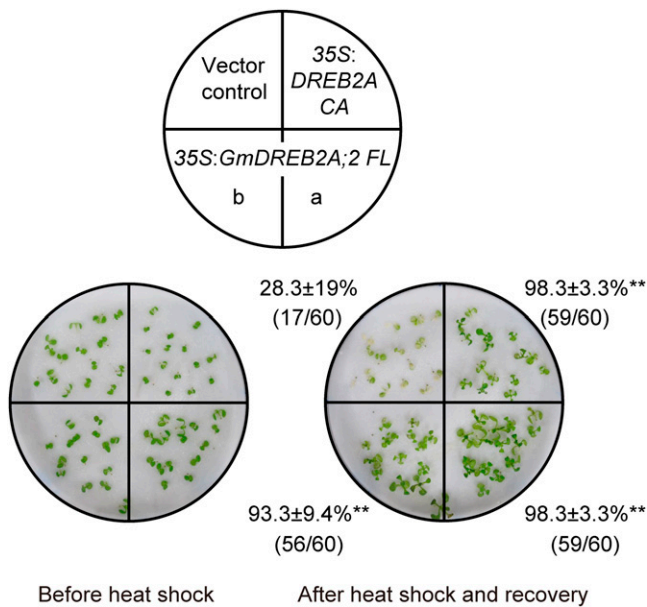 Vector
control
35S:
DREB2A
CA
35S:GmDREB2A;2 FL
b
a
28.3±19%
(17/60)
98.3±3.3%**
(59/60)
93.3±9.4%**
(56/60)
98.3±3.3%**
(59/60)
Before heat shock
After heat shock and recovery